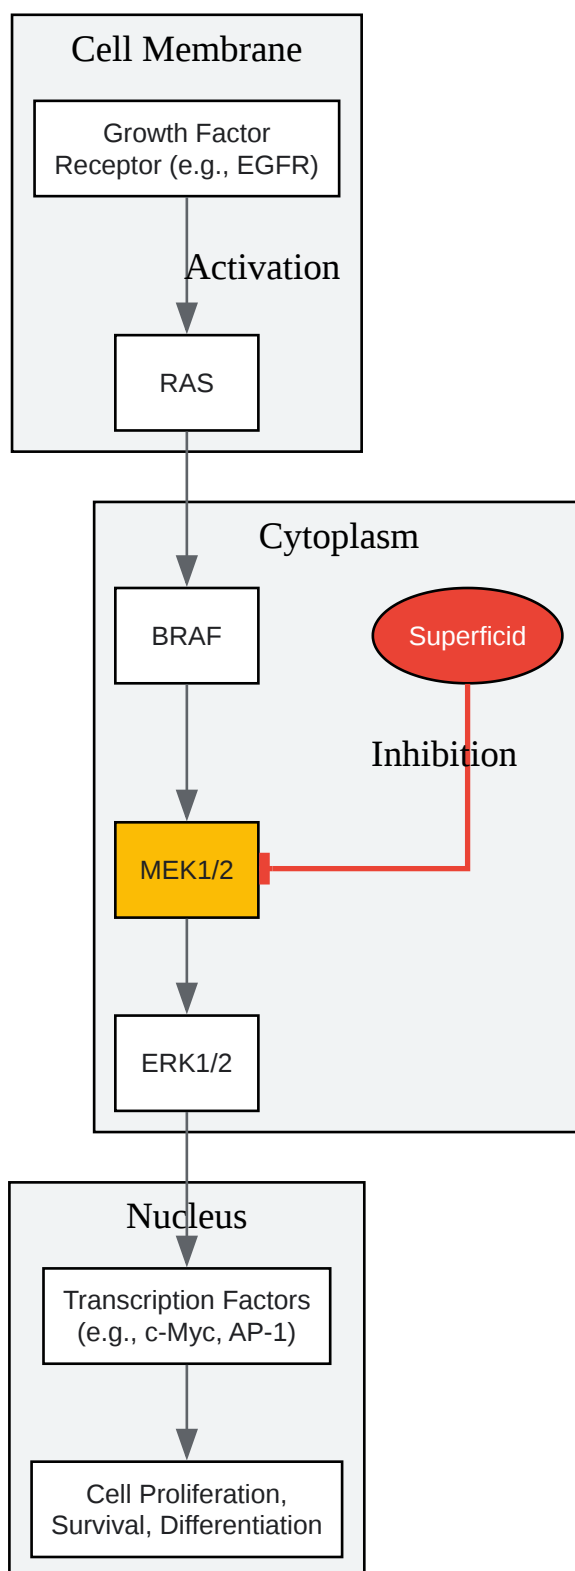 Cell Membrane
Growth Factor
Receptor (e.g., EGFR)
Activation
RAS
Cytoplasm
BRAF
Superficid
Inhibition
MEK1/2
ERK1/2
Nucleus
Transcription Factors
(e.g., c-Myc, AP-1)
Cell Proliferation,
Survival, Differentiation